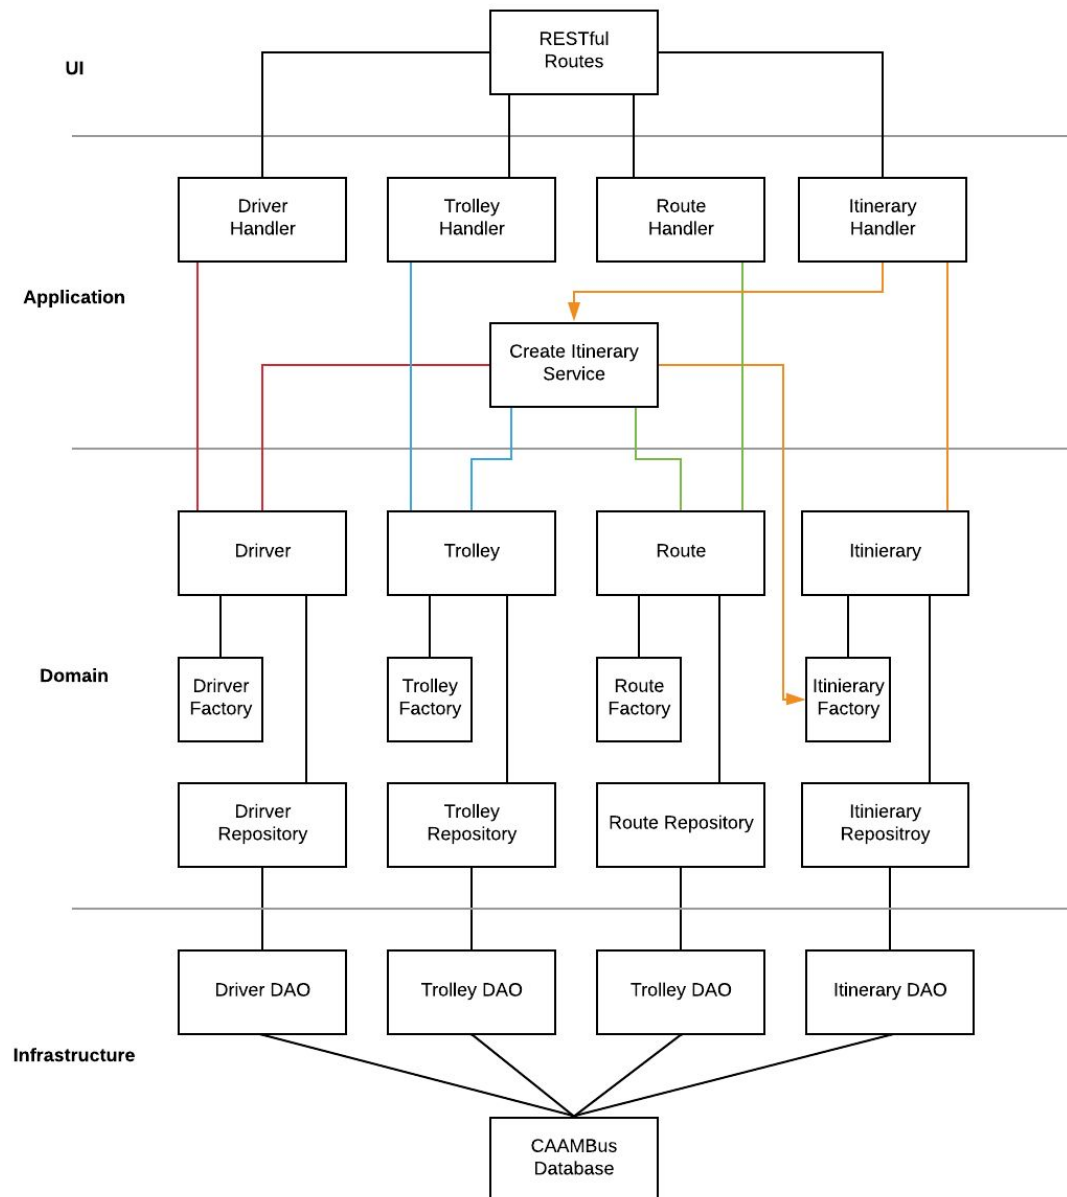 RESTful
Routes
UI
Driver
Handler
Trolley
Handler
Route
Handler
Itinerary
Handler
Application
Create Itinerary
Service
Drirver
Trolley
Route
Itinierary
Domain
Drirver
Factory
Trolley
Factory
Route
Factory
Itinierary
Factory
Drirver
Repository
Trolley
Repository
Route Repository
Itinierary
Repositroy
Driver DAO
Trolley DAO
Trolley DAO
Itinerary DAO
Infrastructure
CAAMBus
Database